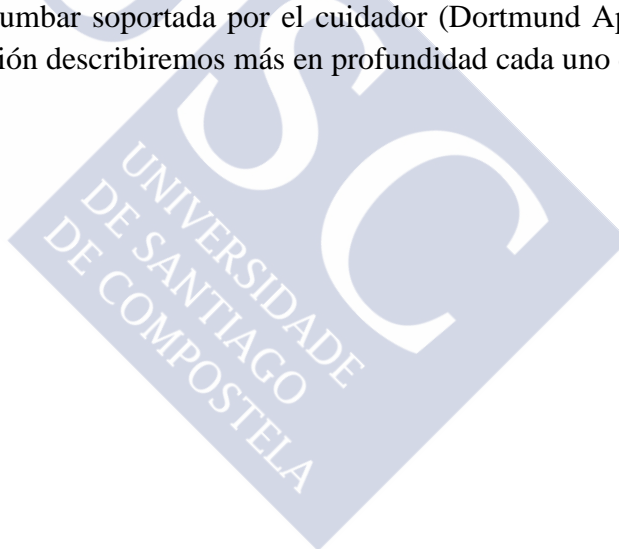 umbar soportada por el cuidador (Dortmund Ap
ión describiremos más en profundidad cada uno
SC
UNIVERSIDADE
DE SANTIAGO
DE COMPOSTELA